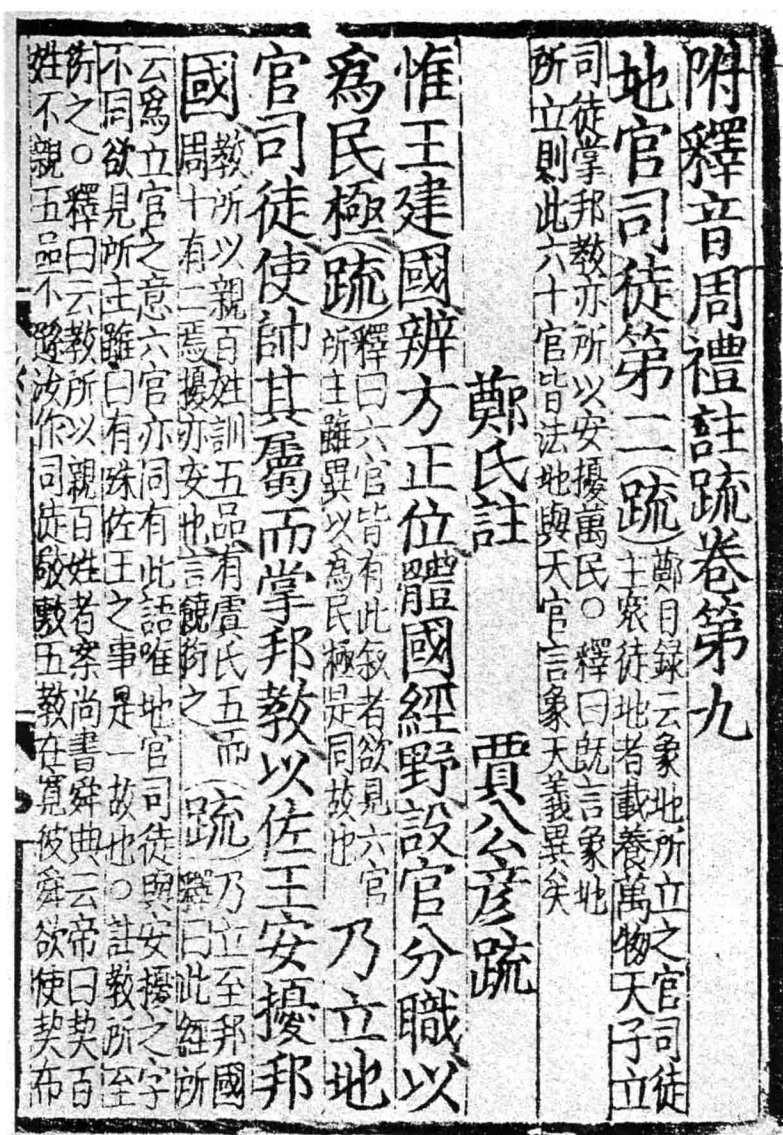 附釋音周禮註疏卷第九
地官司徒第二
疏
鄭目録云象地所立之官司徒
主衆徒地者載養萬物天子立
司徒掌邦教亦所以安擾萬民○釋曰既言象地
所立則此六十官皆法地與天官言象天義異矣
鄭氏註 賈公彦疏
惟王建國辨方正位體國經野設官分職以
爲民極
疏
釋曰六官皆有此叙者欲見六官
所主雖異以爲民極是同故也
乃立地
官司徒使帥其屬而掌邦教以佐王安擾邦
國
教所以親百姓訓五品有虞氏五而
周十有二焉擾亦安也言饒衍之
疏
乃立至邦國
釋曰此經所
云爲立官之意六官亦同有此語唯地官司徒與安擾之字
不同欲見所主雖曰有殊佐王之事是一故也○註教所至
衍之○釋曰云教所以親百姓者案尚書舜典云帝曰契百
姓不親五品不遜汝作司徒敬敷五教在寛彼舜欲使契布